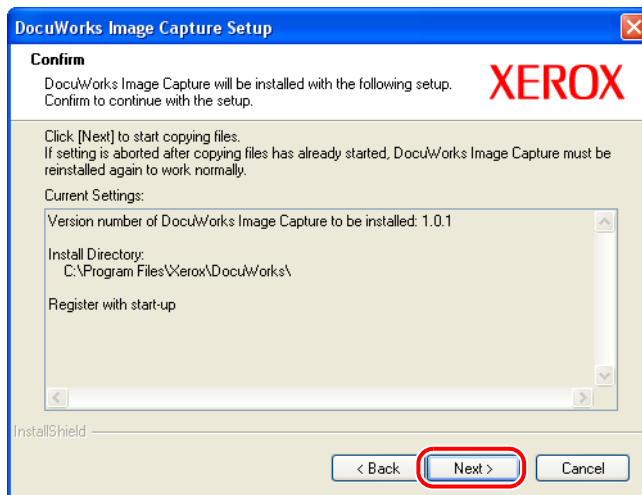 DocuWorks Image Capture Setup
Confirm
DocuWorks Image Capture will be installed with the following setup.
Confirm to continue with the setup.
XEROX
Click [Next] to start copying files.
If setting is aborted after copying files has already started, DocuWorks Image Capture must be
reinstalled again to work normally.
Current Settings:
Version number of DocuWorks Image Capture to be installed: 1.0.1
Install Directory:
C:\Program Files\Xerox\DocuWorks\
Register with start-up
InstallShield
< Back
Next >
Cancel